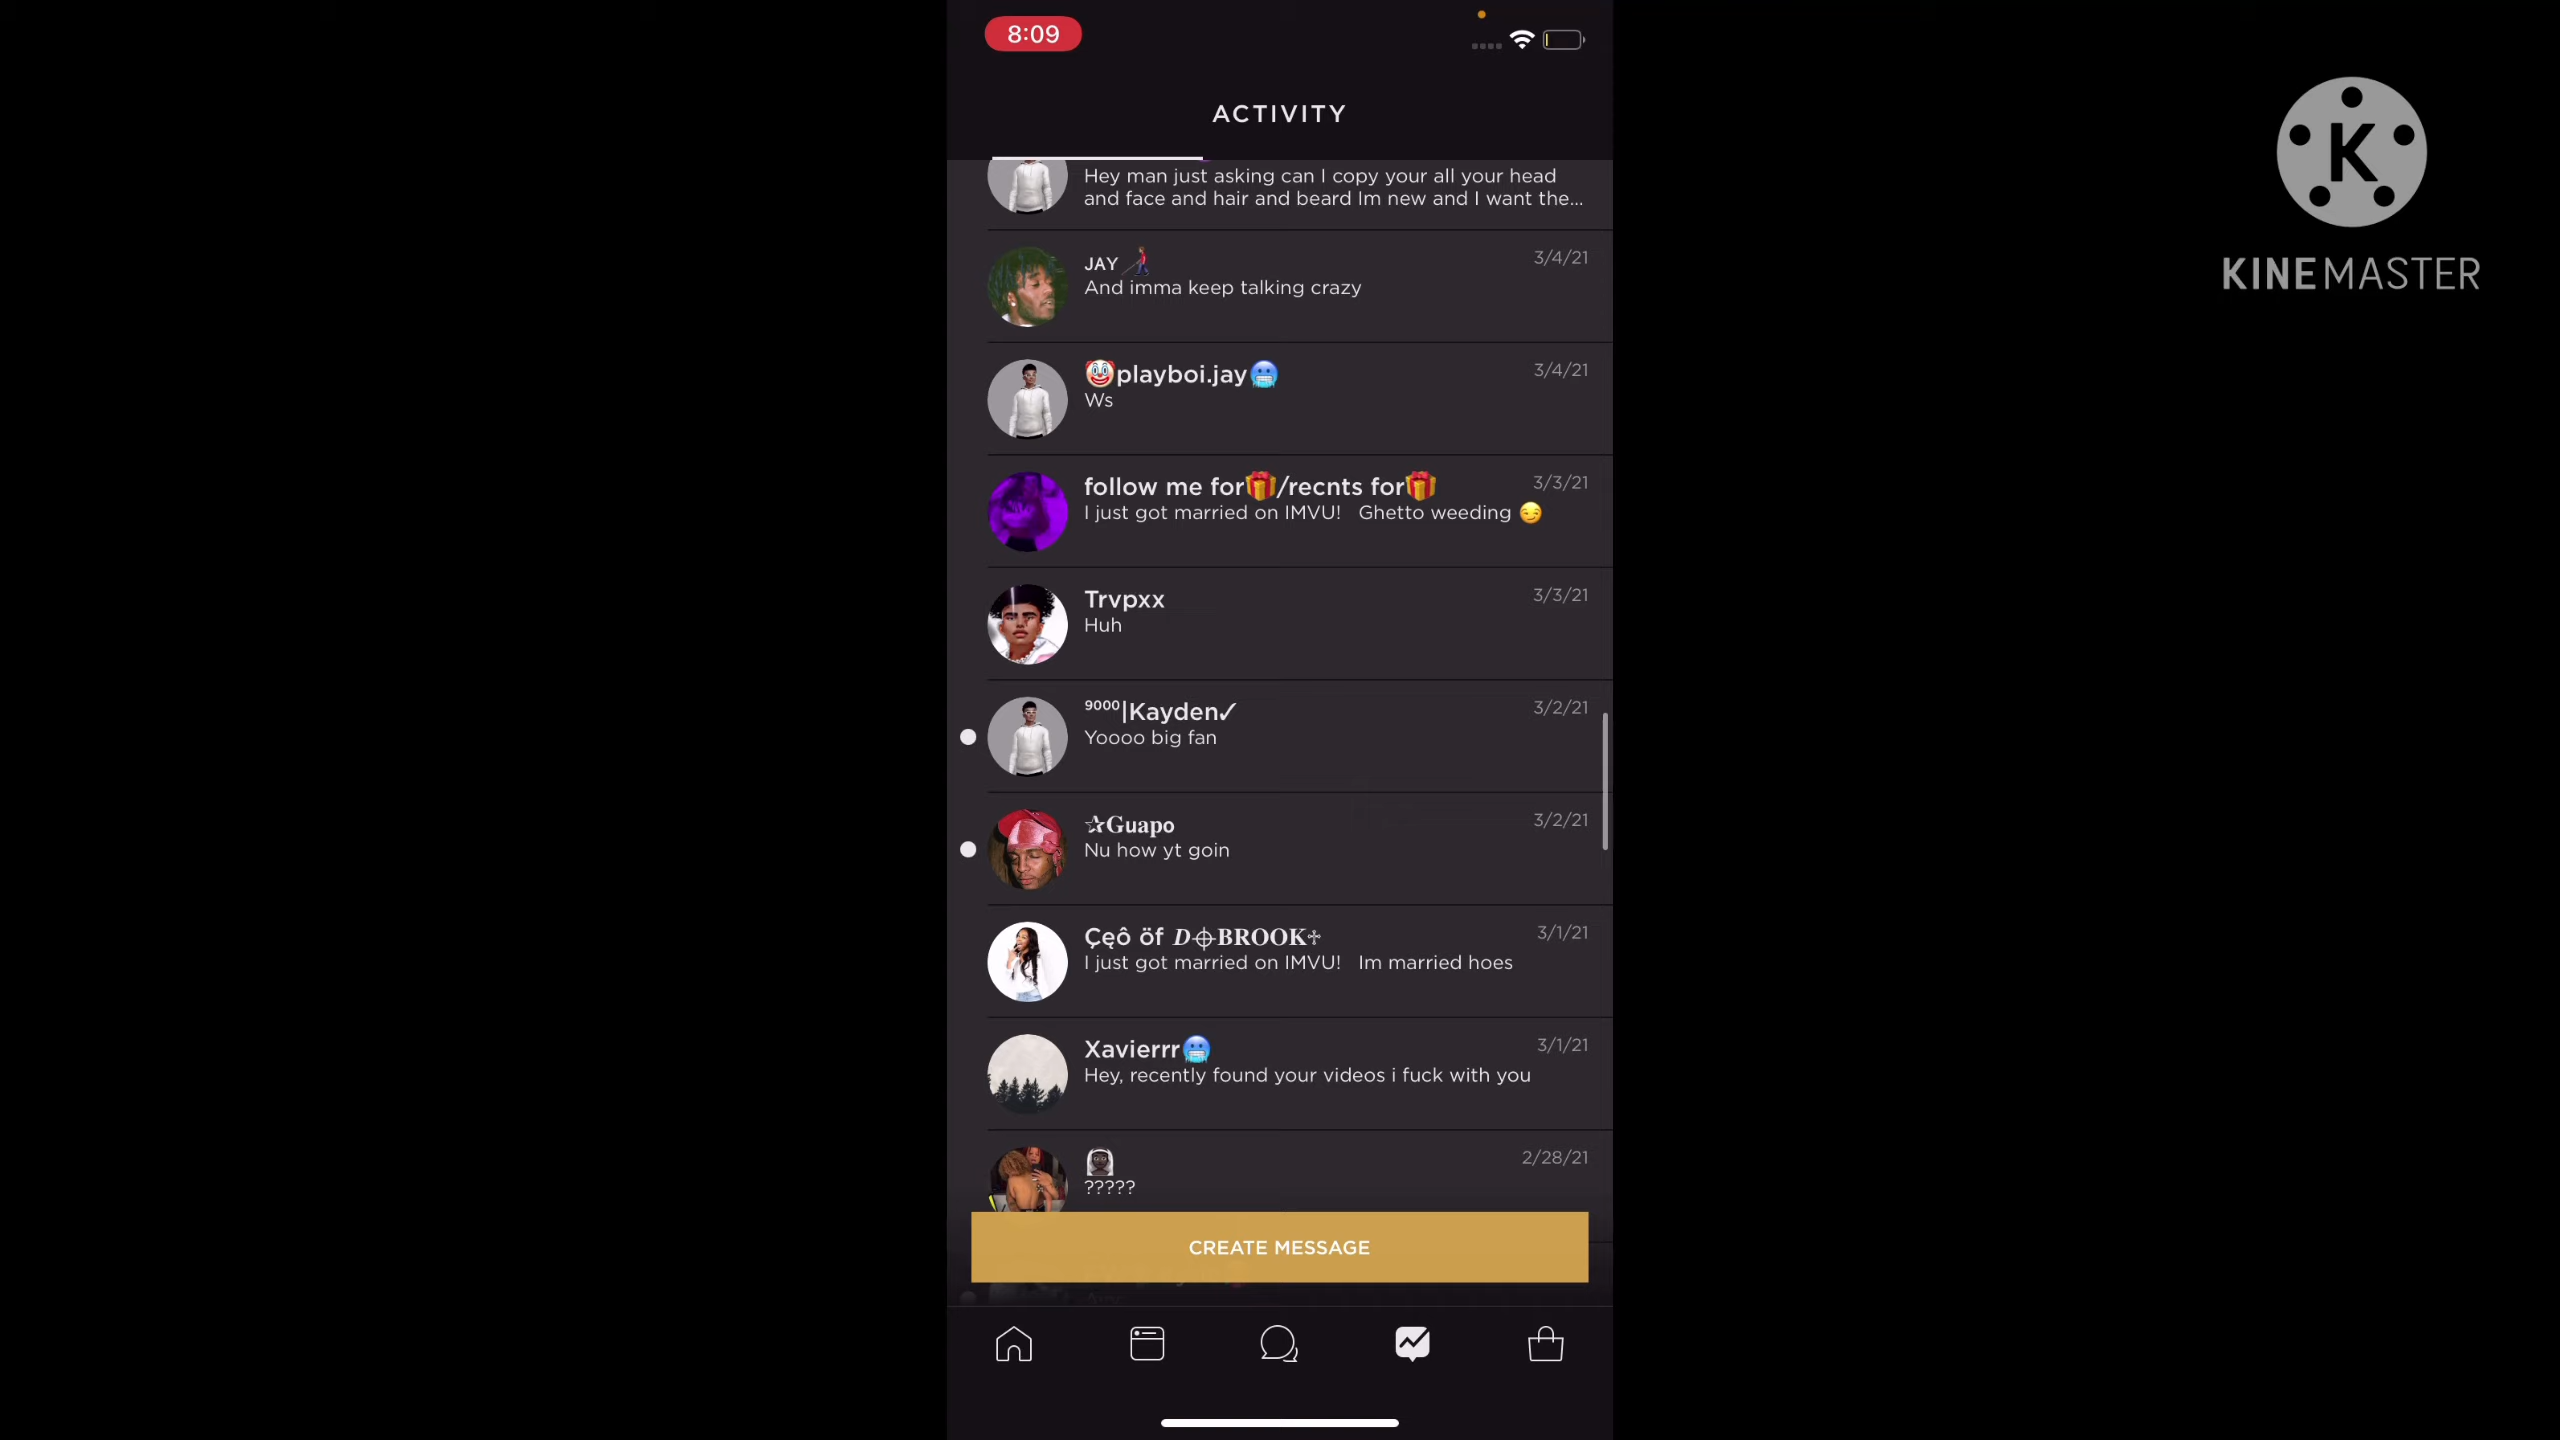 8:09
ACTIVITY
Hey man just asking can I copy your all your head
and face and hair and beard Im new and I want the...
JAY🧑‍🦯 3/4/21
And imma keep talking crazy
🤡playboi.jay🥶 3/4/21
Ws
follow me for🎁/recnts for🎁 3/3/21
I just got married on IMVU!   Ghetto weeding 😏
Trvpxx 3/3/21
Huh
⁹⁰⁰⁰|Kayden✓ 3/2/21
Yoooo big fan
✰𝐆𝐮𝐚𝐩𝐨 3/2/21
Nu how yt goin
Çęô öf 𝑫⌖𝐁𝐑𝐎𝐎𝐊♱ 3/1/21
I just got married on IMVU!   Im married hoes
Xavierrr🥶 3/1/21
Hey, recently found your videos i fuck with you
👰🏿 2/28/21
?????
CREATE MESSAGE
K
KINEMASTER